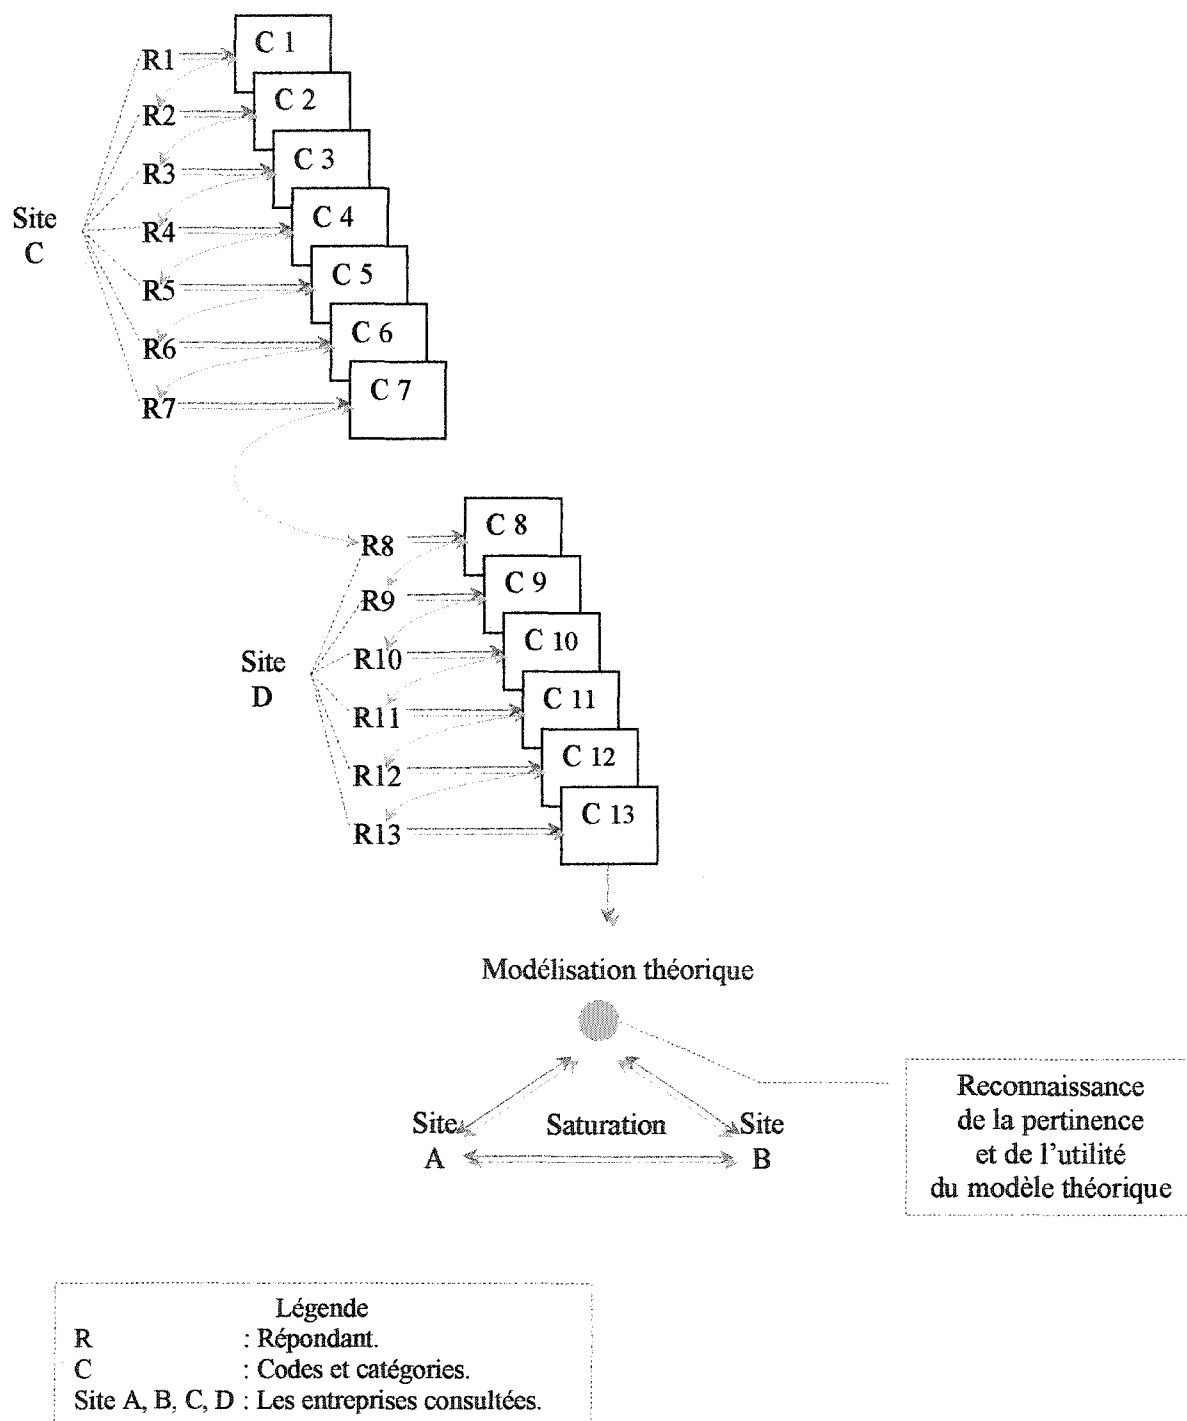 C 1
R1
C 2
R2
C 3
R3
Site
C
C 4
R4
C 5
R5
C 6
R6
C 7
R7
C 8
R8
C 9
R9
C 10
R10
Site
D
C 11
R11
C 12
R12
C 13
R13
Modélisation théorique
Site
A
Saturation
Site
B
Reconnaissance
de la pertinence
et de l'utilité
du modèle théorique
Légende
R : Répondant.
C : Codes et catégories.
Site A, B, C, D : Les entreprises consultées.